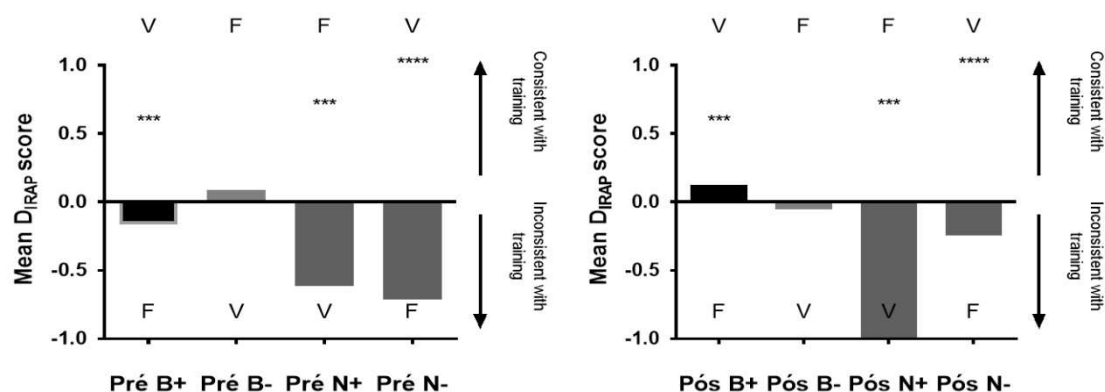 V F F V
1.0
0.5
0.0
-0.5
-1.0
Mean DIRAP score
*** *** ****
F V V F
Pré B+ Pré B- Pré N+ Pré N-
Consistent with
training
Inconsistent with
training
V F F V
1.0
0.5
0.0
-0.5
-1.0
Mean DIRAP score
*** *** ****
F V V F
Pós B+ Pós B- Pós N+ Pós N-
Consistent with
training
Inconsistent with
training